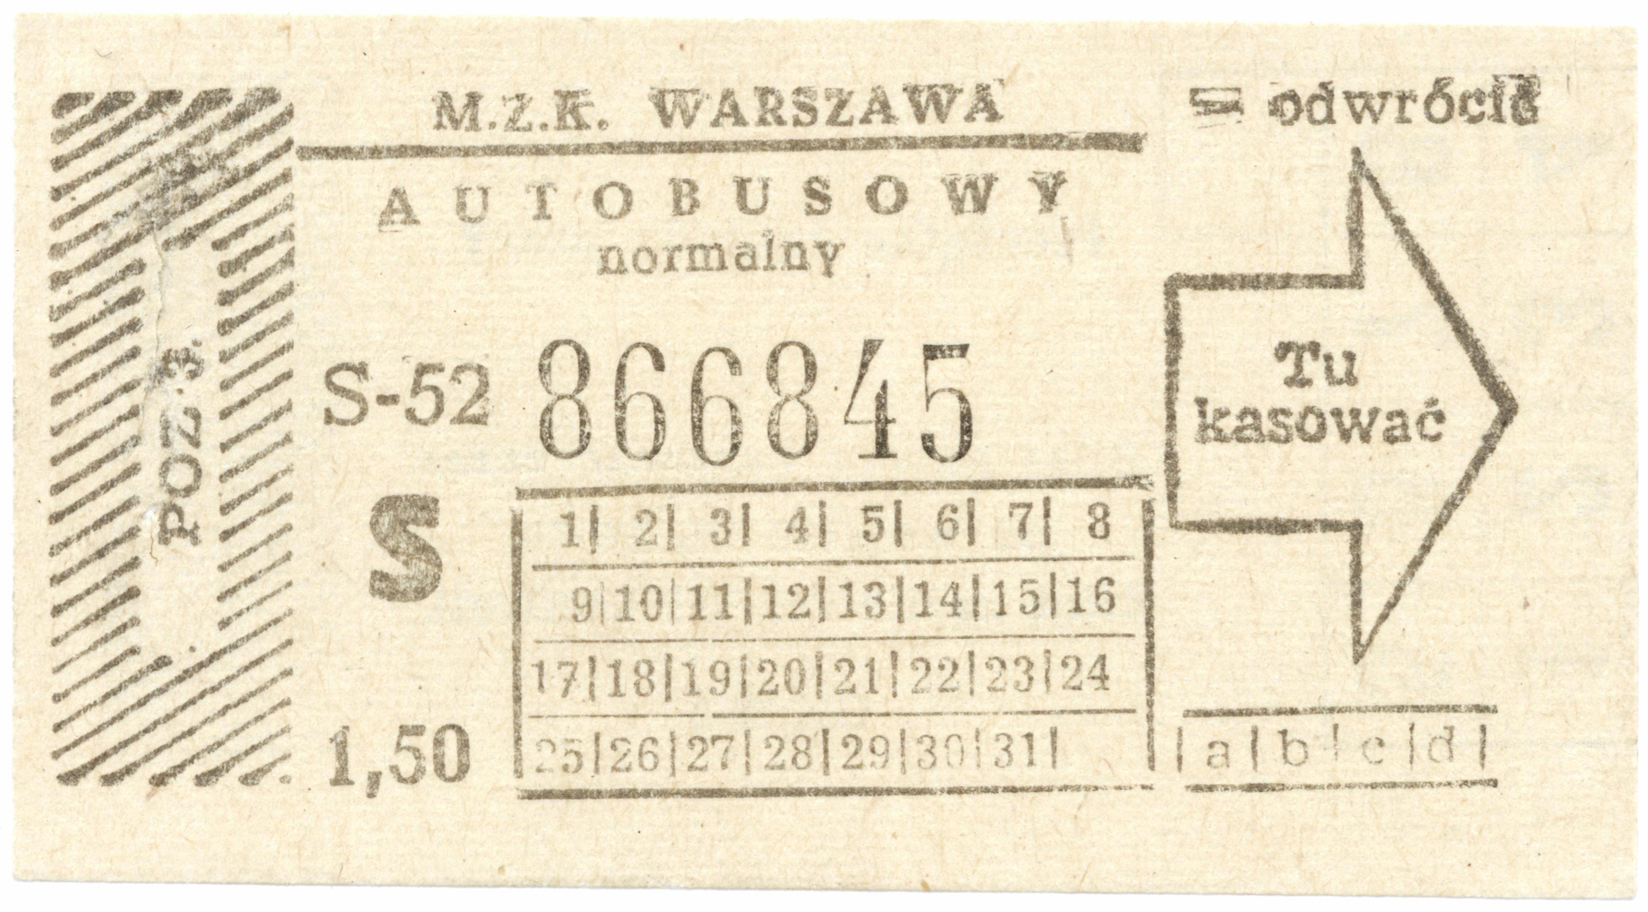 M.Z.K. WARSZAWA
AUTOBUSOWY
normalny
S-52 866845
S
1,50
POZ. 3.
1 2 3 4 5 6 7 8
9 10 11 12 13 14 15 16
17 18 19 20 21 22 23 24
25 26 27 28 29 30 31
odwrócić
Tu
kasować
a b c d